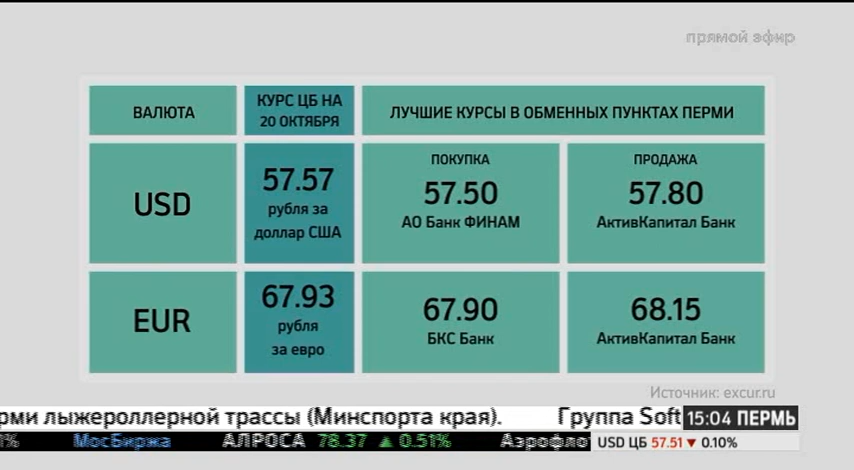 прямой эфир
ВАЛЮТА
КУРС ЦБ НА
20 ОКТЯБРЯ
ЛУЧШИЕ КУРСЫ В ОБМЕННЫХ ПУНКТАХ ПЕРМИ
USD
57.57
рубля за
доллар США
ПОКУПКА
57.50
АО Банк ФИНАМ
ПРОДАЖА
57.80
АктивКапитал Банк
EUR
67.93
рубля
за евро
67.90
БКС Банк
68.15
АктивКапитал Банк
Источник: excur.ru
рми лыжероллерной трассы (Минспорта края). Группа Soft
15:04 ПЕРМЬ
1% МосБиржа АЛРОСА 78.37 ▲ 0.51% Аэрофло
USD ЦБ 57.51 ▼ 0.10%